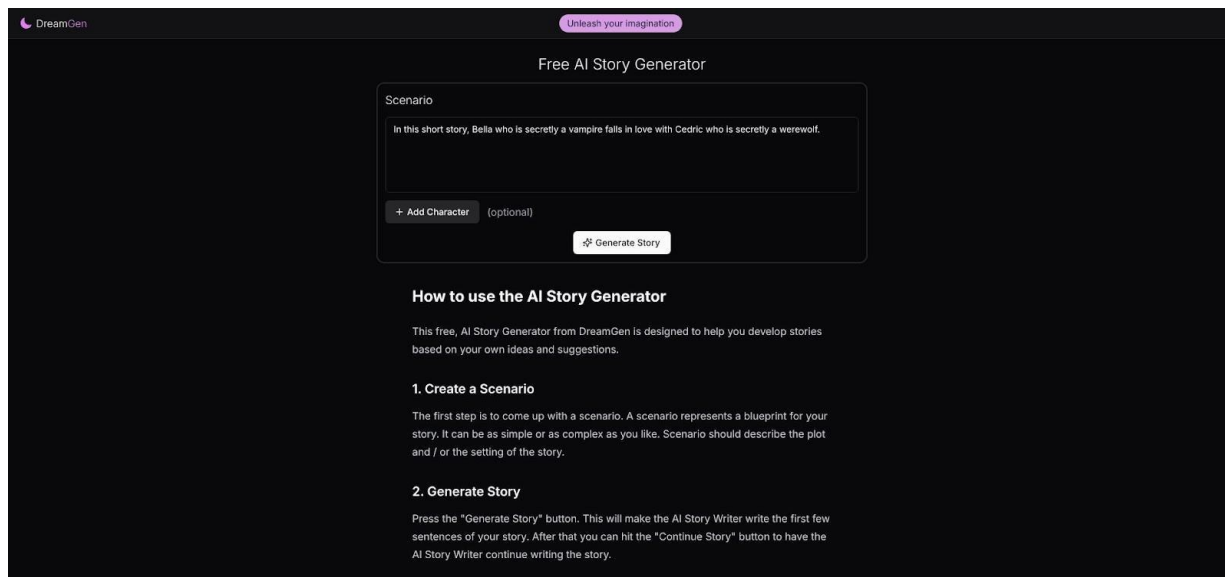 DreamGen
Unleash your imagination
Free AI Story Generator
Scenario
In this short story, Bella who is secretly a vampire falls in love with Cedric who is secretly a werewolf.
+ Add Character (optional)
Generate Story
How to use the AI Story Generator
This free, AI Story Generator from DreamGen is designed to help you develop stories
based on your own ideas and suggestions.
1. Create a Scenario
The first step is to come up with a scenario. A scenario represents a blueprint for your
story. It can be as simple or as complex as you like. Scenario should describe the plot
and / or the setting of the story.
2. Generate Story
Press the "Generate Story" button. This will make the AI Story Writer write the first few
sentences of your story. After that you can hit the "Continue Story" button to have the
AI Story Writer continue writing the story.